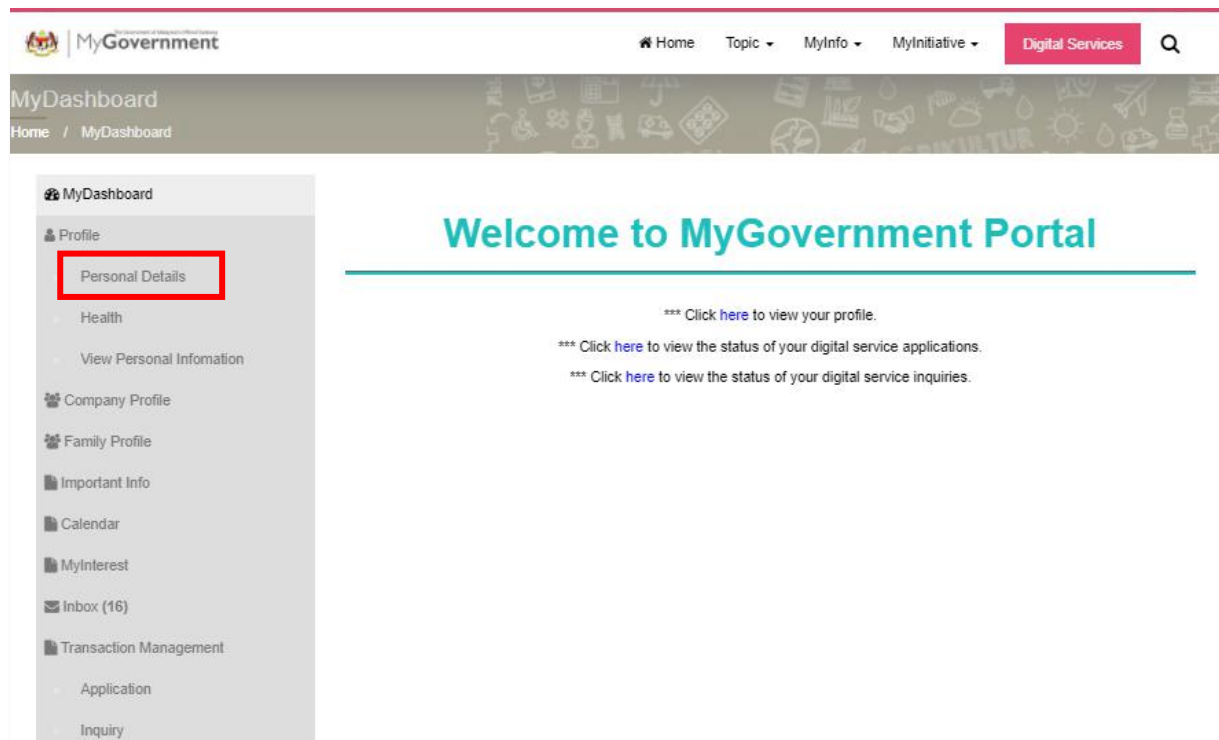 MyGovernment
Home Topic MyInfo MyInitiative Digital Services
MyDashboard
Home / MyDashboard
AGRIKULTUR
MyDashboard
Profile
Personal Details
Health
View Personal Infomation
Company Profile
Family Profile
Important Info
Calendar
MyInterest
Inbox (16)
Transaction Management
Application
Inquiry
Welcome to MyGovernment Portal
*** Click here to view your profile.
*** Click here to view the status of your digital service applications.
*** Click here to view the status of your digital service inquiries.